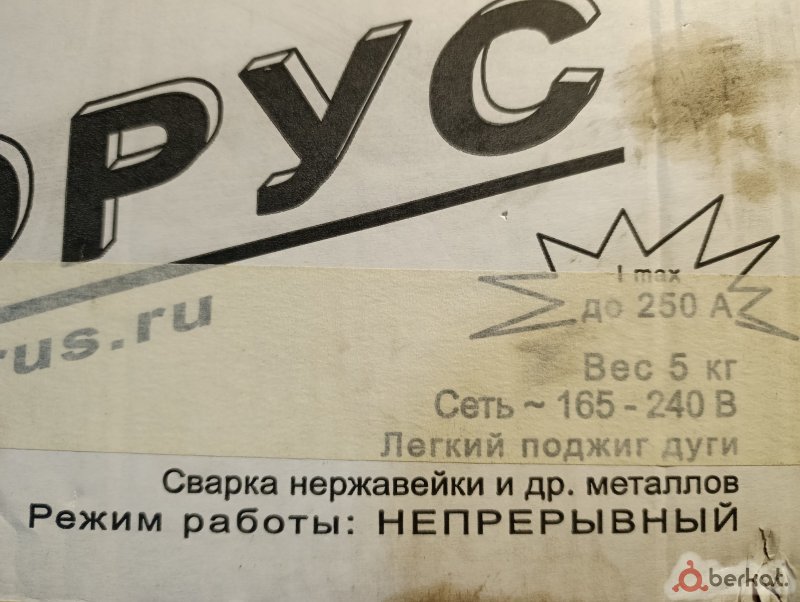 ОРУС
rus.ru
I max
до 250 А
Вес 5 кг
Сеть ~ 165 - 240 В
Легкий поджиг дуги
Сварка нержавейки и др. металлов
Режим работы: НЕПРЕРЫВНЫЙ
berkat.